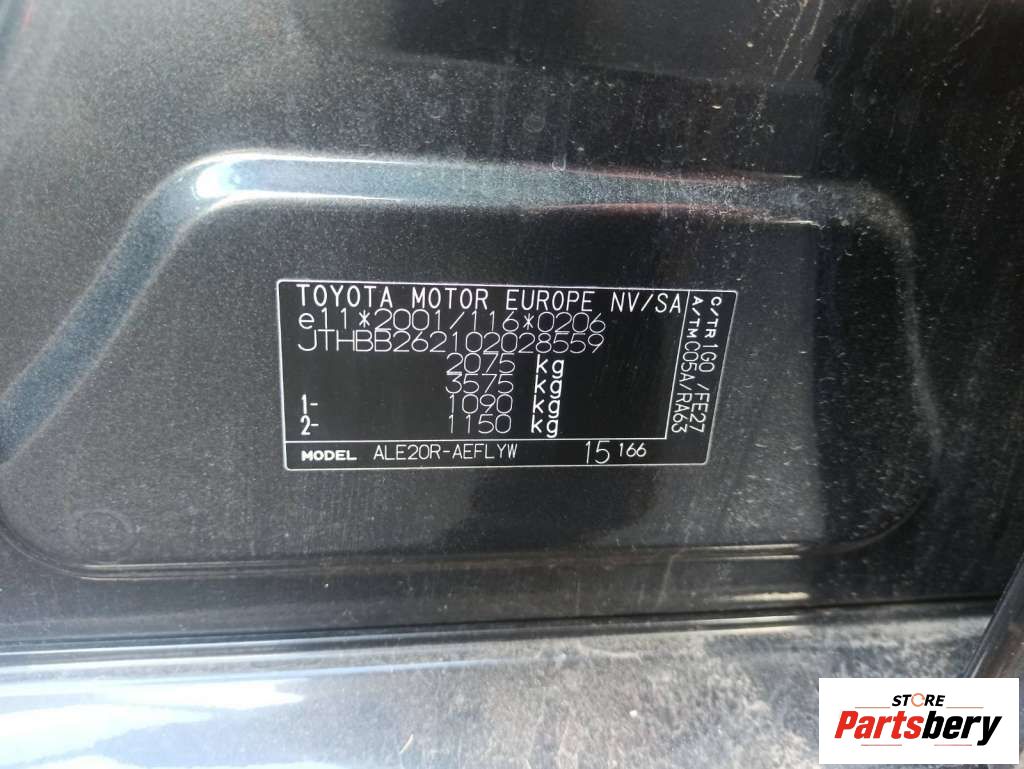 TOYOTA MOTOR EUROPE NV/SA
e11*2001/116*0206
JTHBB262102028559
2075 kg
3575 kg
1- 1090 kg
2- 1150 kg
MODEL ALE20R-AEFLYW 15 166
C/TR 1G0 /FE27
A/TM C05A/RA63
STORE
Partsbery